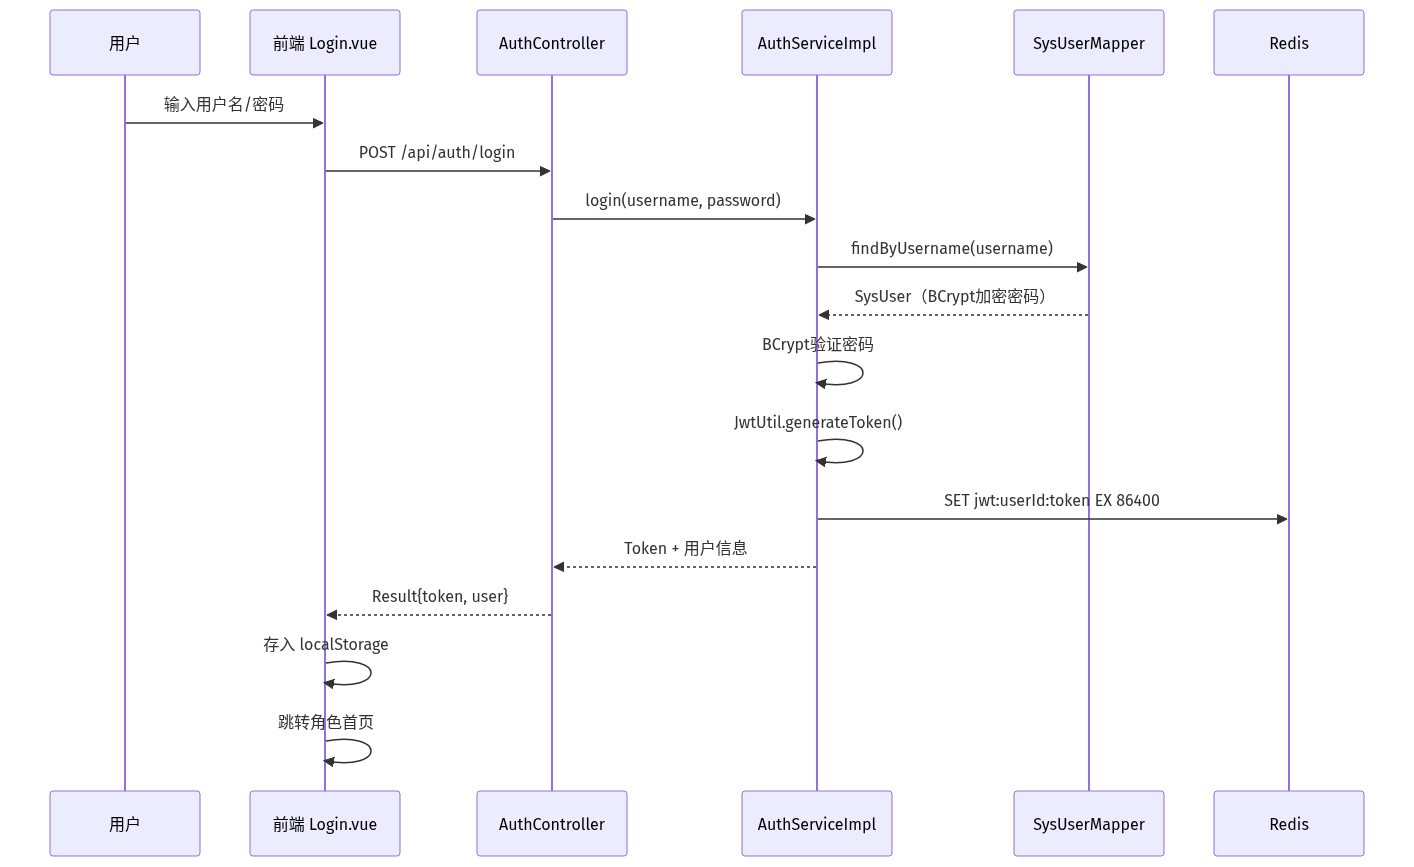 用户
前端 Login.vue
AuthController
AuthServiceImpl
SysUserMapper
Redis
输入用户名/密码
POST /api/auth/login
login(username, password)
findByUsername(username)
SysUser（BCrypt加密密码）
BCrypt验证密码
JwtUtil.generateToken()
SET jwt:userId:token EX 86400
Token + 用户信息
Result{token, user}
存入 localStorage
跳转角色首页
用户
前端 Login.vue
AuthController
AuthServiceImpl
SysUserMapper
Redis